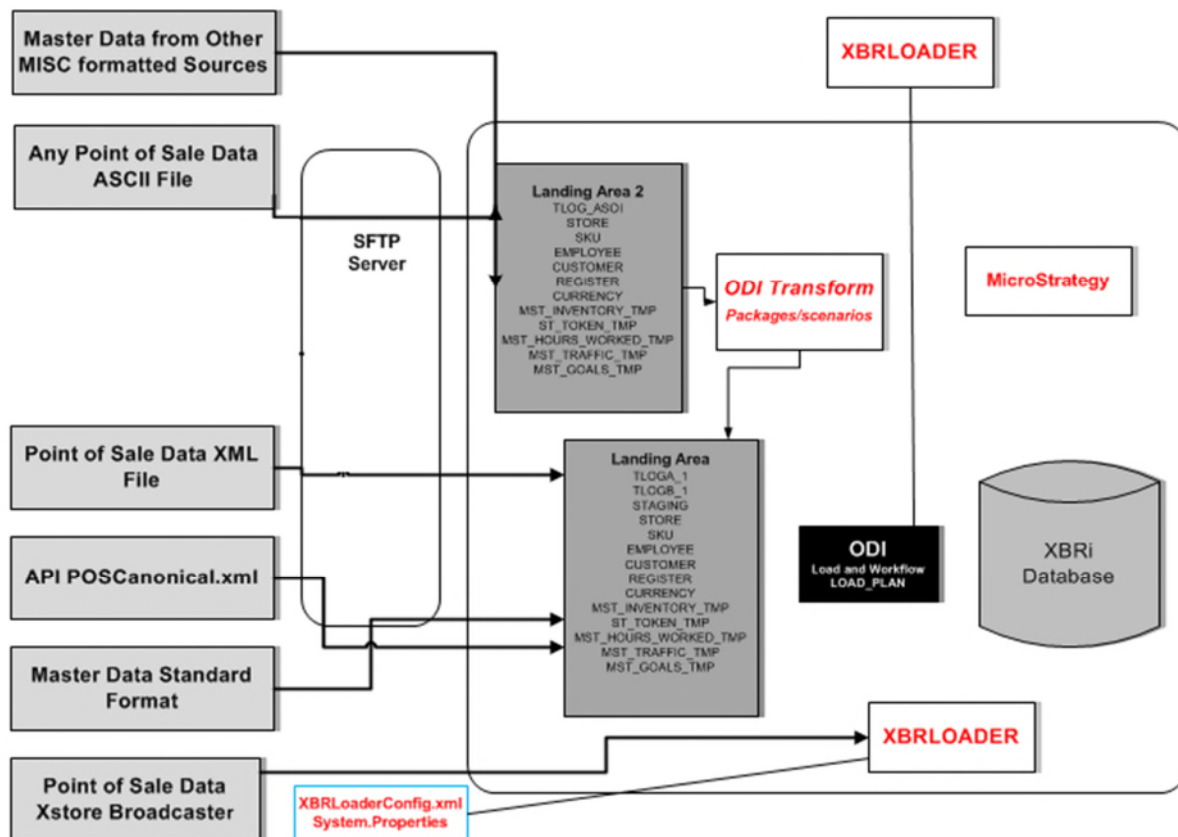 Master Data from Other
MISC formatted Sources
XBRLOADER
Any Point of Sale Data
ASCII File
SFTP
Server
Landing Area 2
TLOG_ASOI
STORE
SKU
EMPLOYEE
CUSTOMER
REGISTER
CURRENCY
MST_INVENTORY_TMP
ST_TOKEN_TMP
MST_HOURS_WORKED_TMP
MST_TRAFFIC_TMP
MST_GOALS_TMP
ODI Transform
Packages/scenarios
MicroStrategy
Point of Sale Data XML
File
Landing Area
TLOGA_1
TLOGB_1
STAGING
STORE
SKU
EMPLOYEE
CUSTOMER
REGISTER
CURRENCY
MST_INVENTORY_TMP
ST_TOKEN_TMP
MST_HOURS_WORKED_TMP
MST_TRAFFIC_TMP
MST_GOALS_TMP
ODI
Load and Workflow
LOAD_PLAN
XBRi
Database
API POSCanonical.xml
Master Data Standard
Format
XBRLOADER
Point of Sale Data
Xstore Broadcaster
XBRLoaderConfig.xml
System.Properties